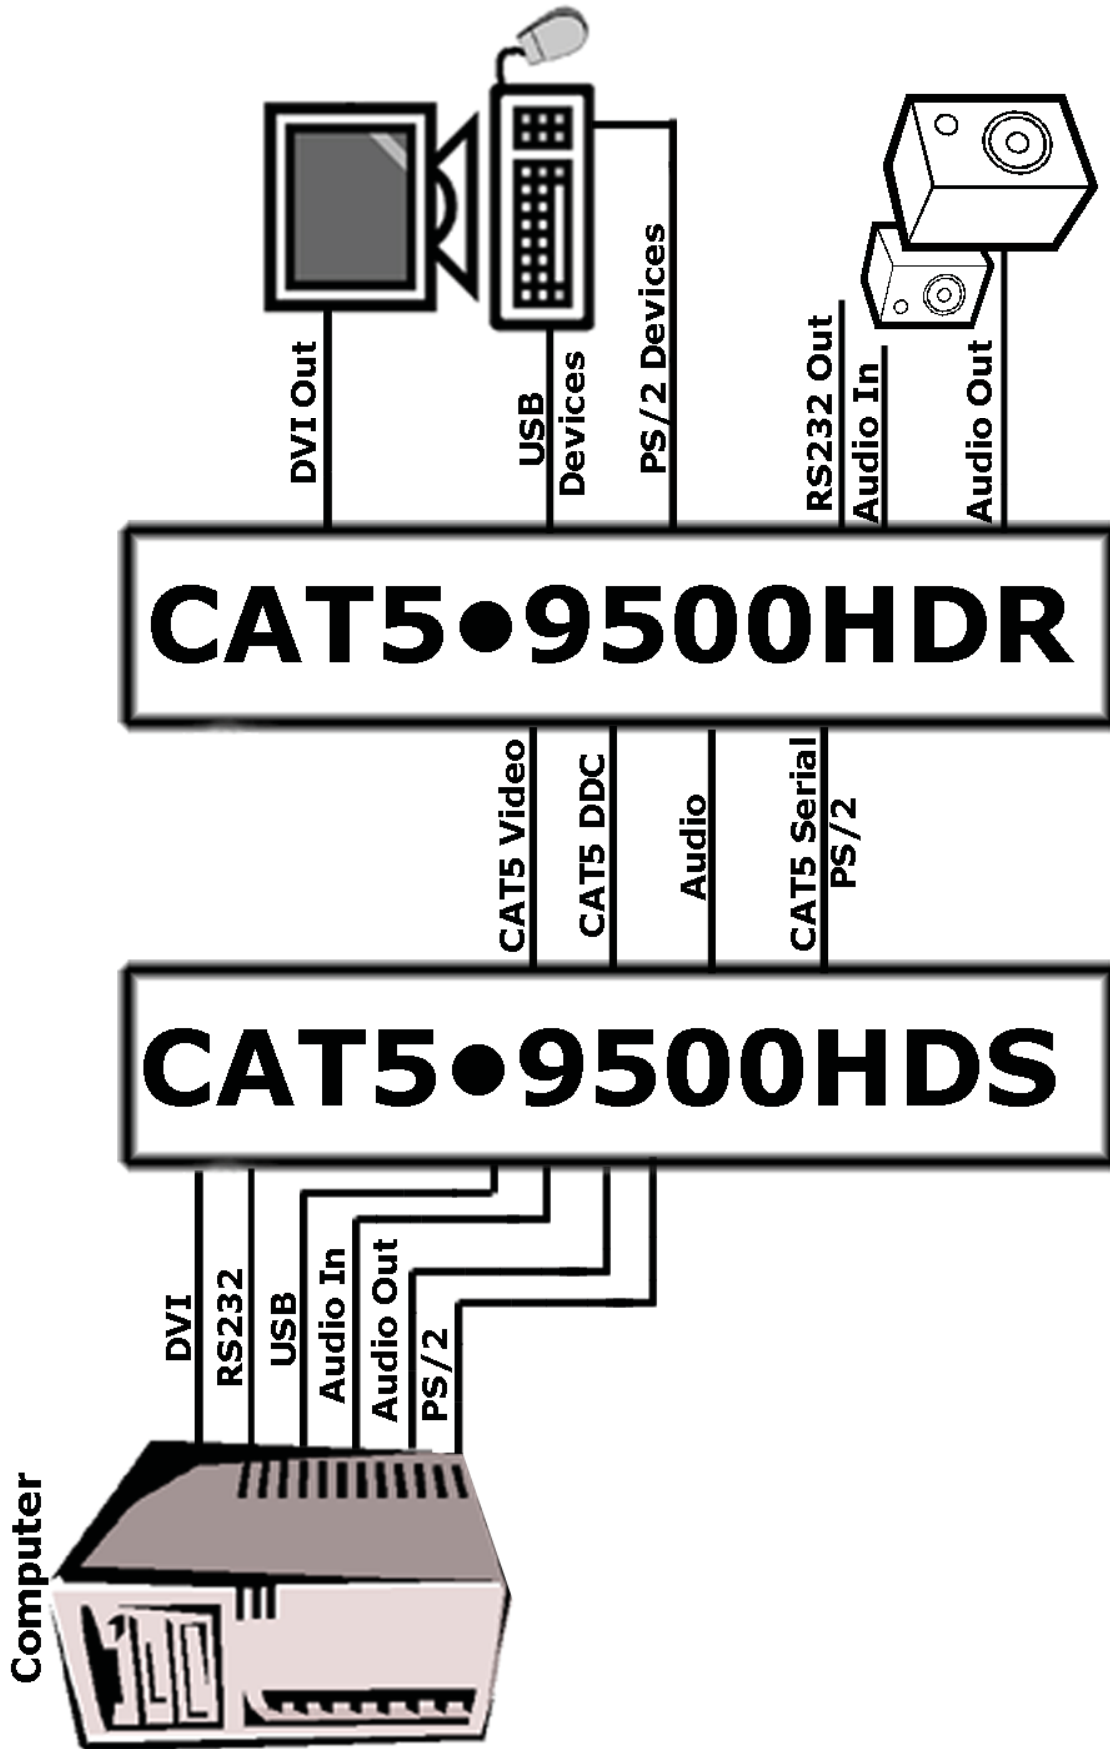 DVI Out
USB
Devices
PS/2 Devices
RS232 Out
Audio In
Audio Out
CAT5•9500HDR
CAT5 Video
CAT5 DDC
Audio
CAT5 Serial
PS/2
CAT5•9500HDS
DVI
RS232
USB
Audio In
Audio Out
PS/2
Computer